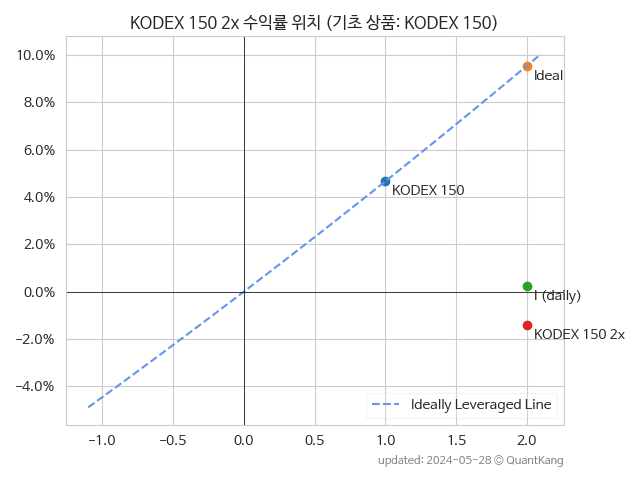 KODEX 150 2x 수익률 위치 (기초 상품: KODEX 150)
10.0%
8.0%
6.0%
4.0%
2.0%
0.0%
−2.0%
−4.0%
Ideal
KODEX 150
I (daily)
KODEX 150 2x
Ideally Leveraged Line
−1.0 −0.5 0.0 0.5 1.0 1.5 2.0
updated: 2024-05-28 © QuantKang